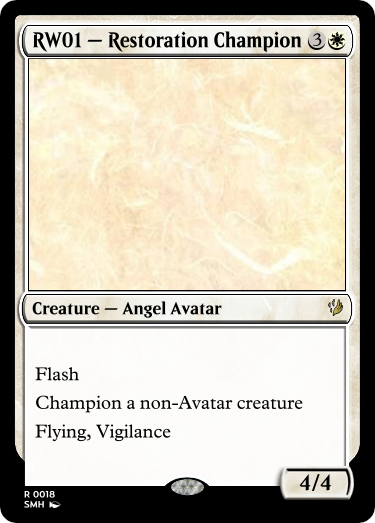 RW01 — Restoration Champion 3
Creature — Angel Avatar
Flash
Champion a non-Avatar creature
Flying, Vigilance
4/4
R 0018
SMH